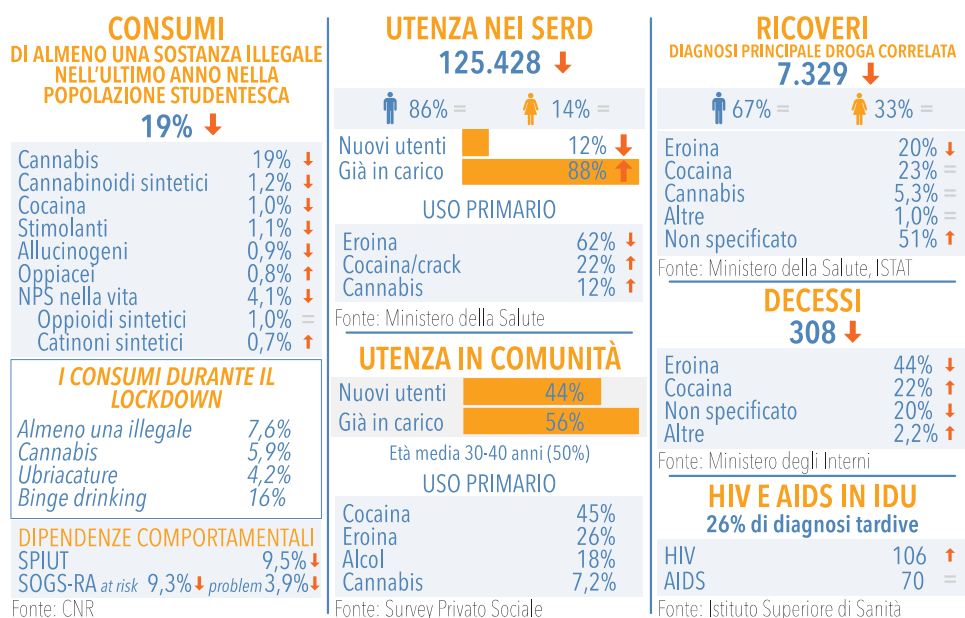 CONSUMI
DI ALMENO UNA SOSTANZA ILLEGALE
NELL'ULTIMO ANNO NELLA
POPOLAZIONE STUDENTESCA
19%
Cannabis 19%
Cannabinoidi sintetici 1,2%
Cocaina 1,0%
Stimolanti 1,1%
Allucinogeni 0,9%
Oppiacei 0,8%
NPS nella vita 4,1%
Oppioidi sintetici 1,0% =
Catinoni sintetici 0,7%
I CONSUMI DURANTE IL
LOCKDOWN
Almeno una illegale 7,6%
Cannabis 5,9%
Ubriacature 4,2%
Binge drinking 16%
DIPENDENZE COMPORTAMENTALI
SPIUT 9,5%
SOGS-RA at risk 9,3% problem 3,9%
Fonte: CNR
UTENZA NEI SERD
125.428
86% = 14% =
Nuovi utenti 12%
Già in carico 88%
USO PRIMARIO
Eroina 62%
Cocaina/crack 22%
Cannabis 12%
Fonte: Ministero della Salute
UTENZA IN COMUNITÀ
Nuovi utenti 44%
Già in carico 56%
Età media 30-40 anni (50%)
USO PRIMARIO
Cocaina 45%
Eroina 26%
Alcol 18%
Cannabis 7,2%
Fonte: Survey Privato Sociale
RICOVERI
DIAGNOSI PRINCIPALE DROGA CORRELATA
7.329
67% = 33% =
Eroina 20%
Cocaina 23% =
Cannabis 5,3% =
Altre 1,0% =
Non specificato 51%
Fonte: Ministero della Salute, ISTAT
DECESSI
308
Eroina 44%
Cocaina 22%
Non specificato 20%
Altre 2,2%
Fonte: Ministero degli Interni
HIV E AIDS IN IDU
26% di diagnosi tardive
HIV 106
AIDS 70 =
Fonte: Istituto Superiore di Sanità